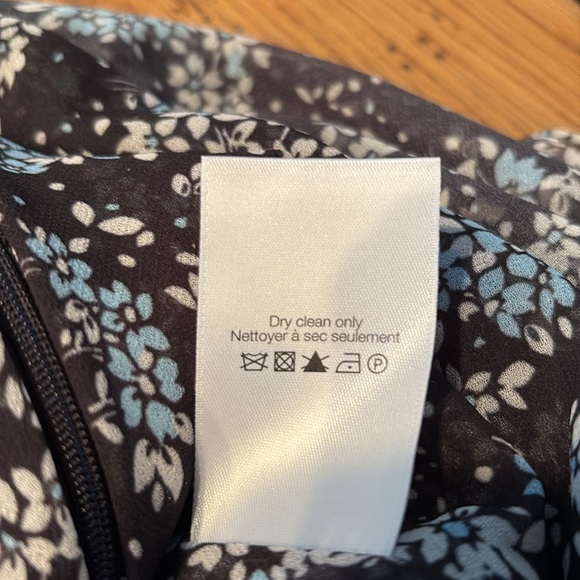 Dry clean only
Nettoyer à sec seulement
P